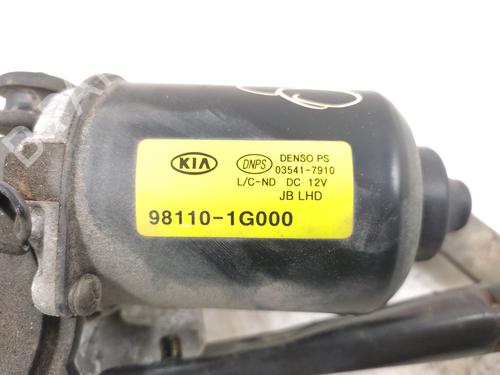 KIA
DNPS
DENSO PS
03541-7910
L/C-ND DC 12V
JB LHD
98110-1G000